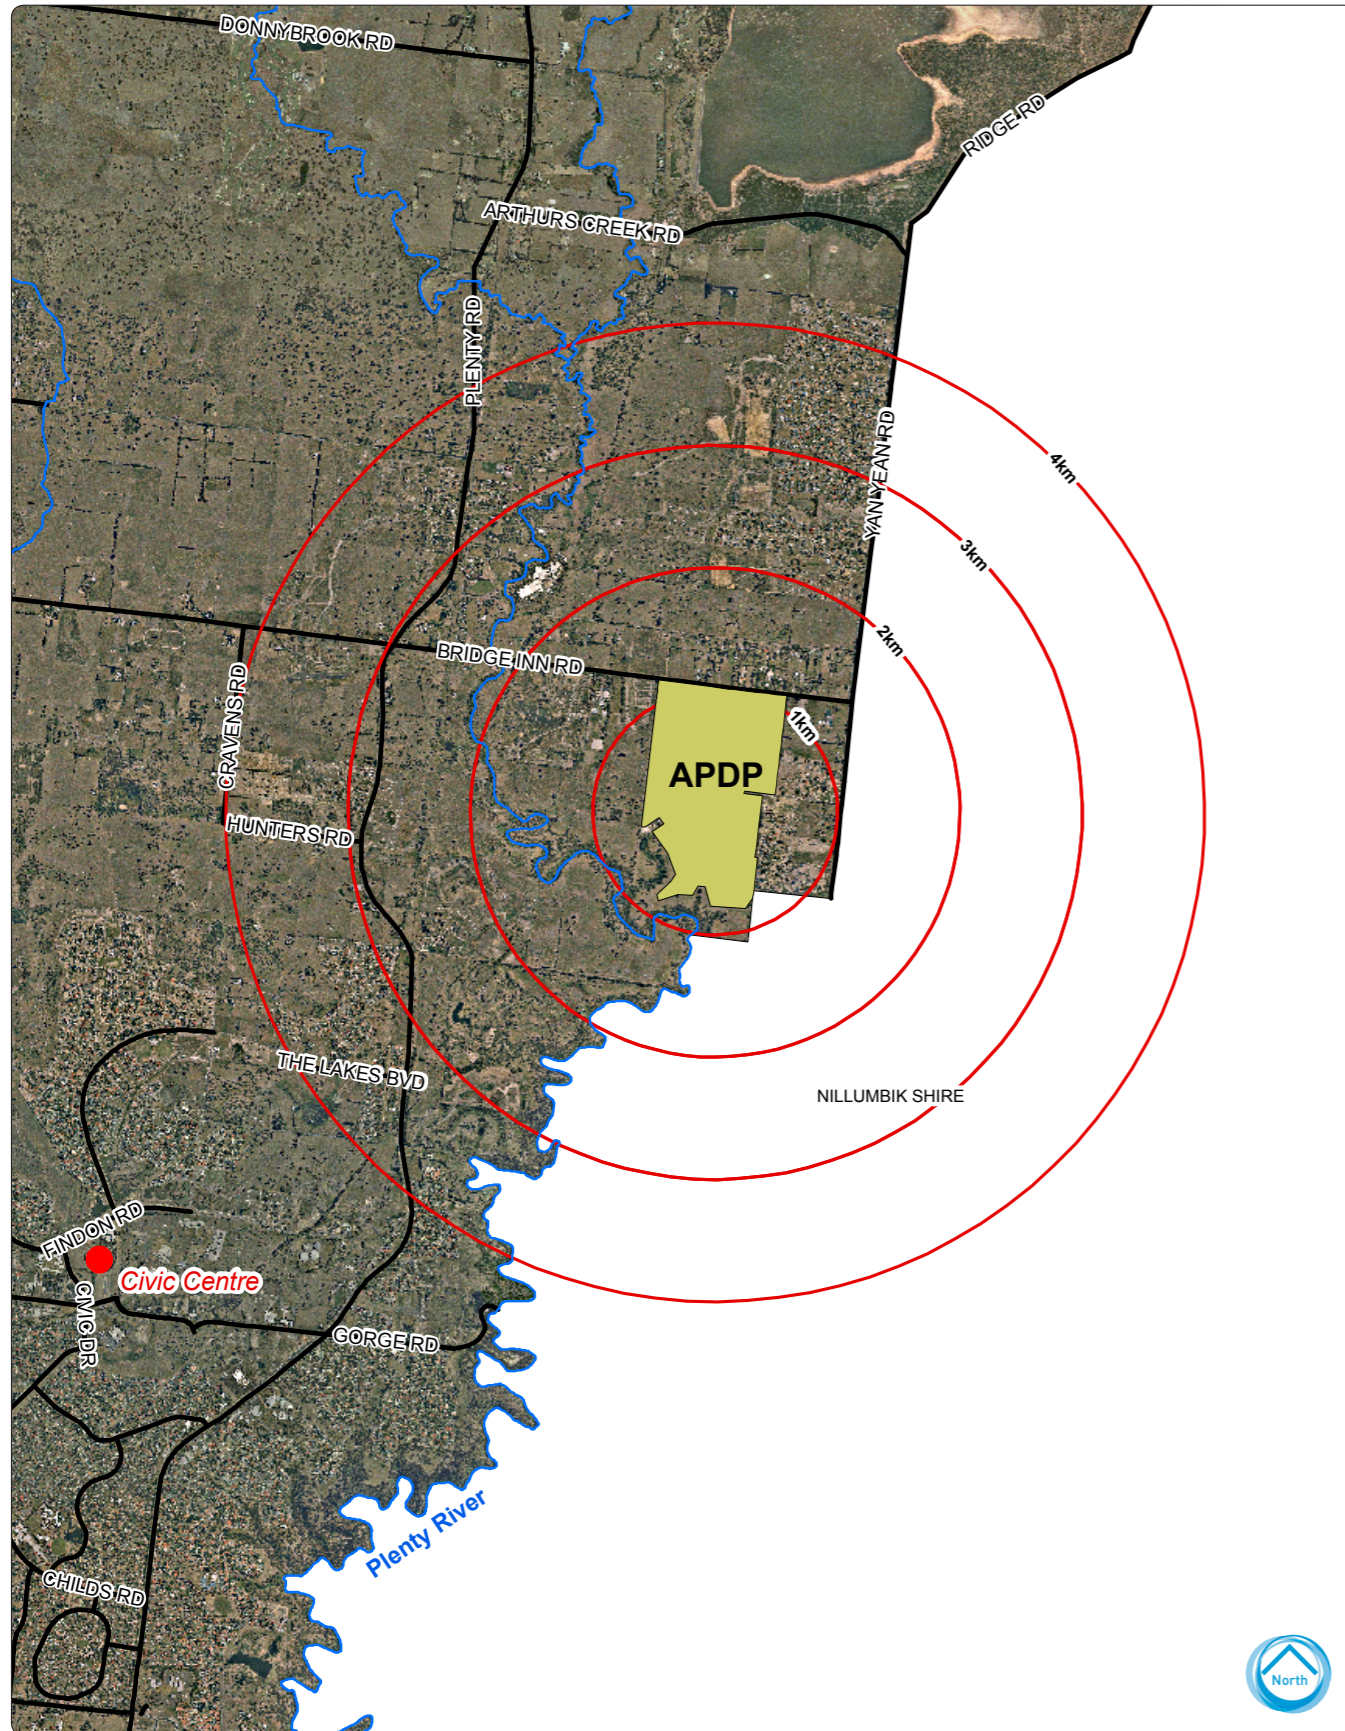 DONNYBROOK RD
RIDGE RD
ARTHURS CREEK RD
PLENTY RD
YAN YEAN RD
4km
3km
2km
BRIDGE INN RD
CRAVENS RD
1km
APDP
HUNTERS RD
THE LAKES BVD
NILLUMBIK SHIRE
FINDON RD
Civic Centre
CIVIC DR
GORGE RD
Plenty River
CHILDS RD
North